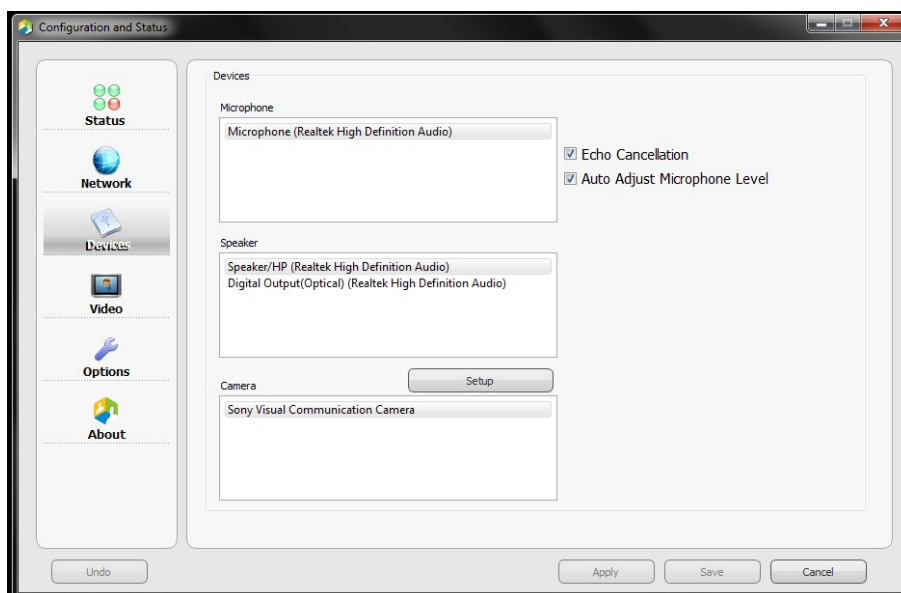 Configuration and Status
Status
Network
Devices
Video
Options
About
Devices
Microphone
Microphone (Realtek High Definition Audio)
Echo Cancellation
Auto Adjust Microphone Level
Speaker
Speaker/HP (Realtek High Definition Audio)
Digital Output(Optical) (Realtek High Definition Audio)
Camera
Setup
Sony Visual Communication Camera
Undo
Apply
Save
Cancel